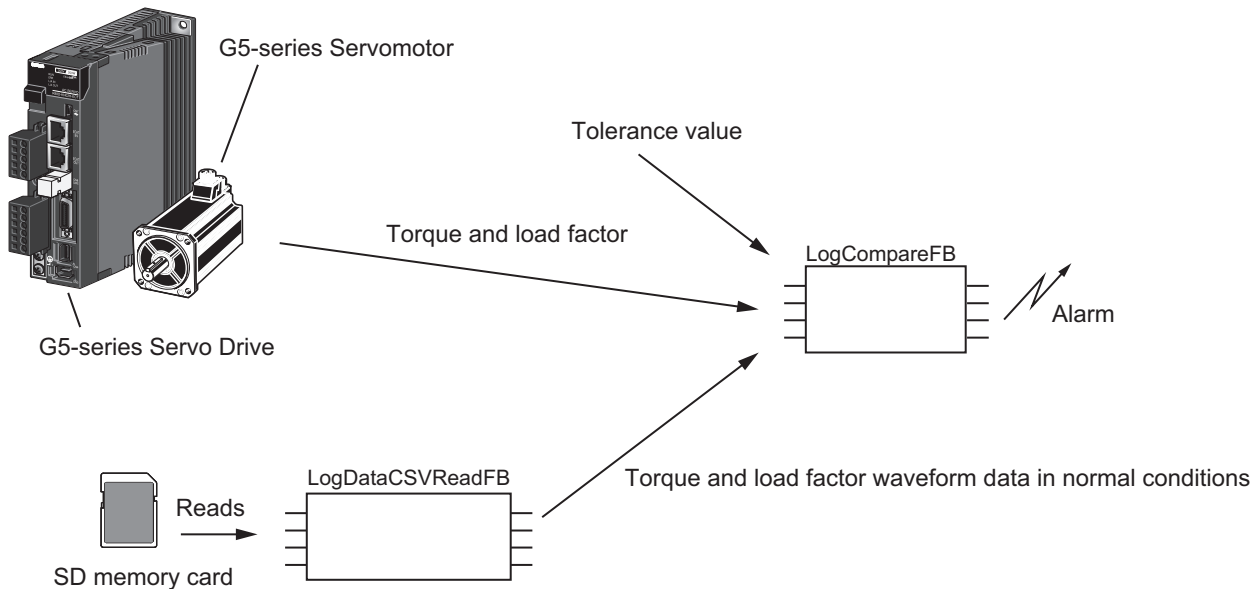 G5-series Servomotor
Tolerance value
Torque and load factor
LogCompareFB
Alarm
G5-series Servo Drive
LogDataCSVReadFB
Torque and load factor waveform data in normal conditions
Reads
SD memory card